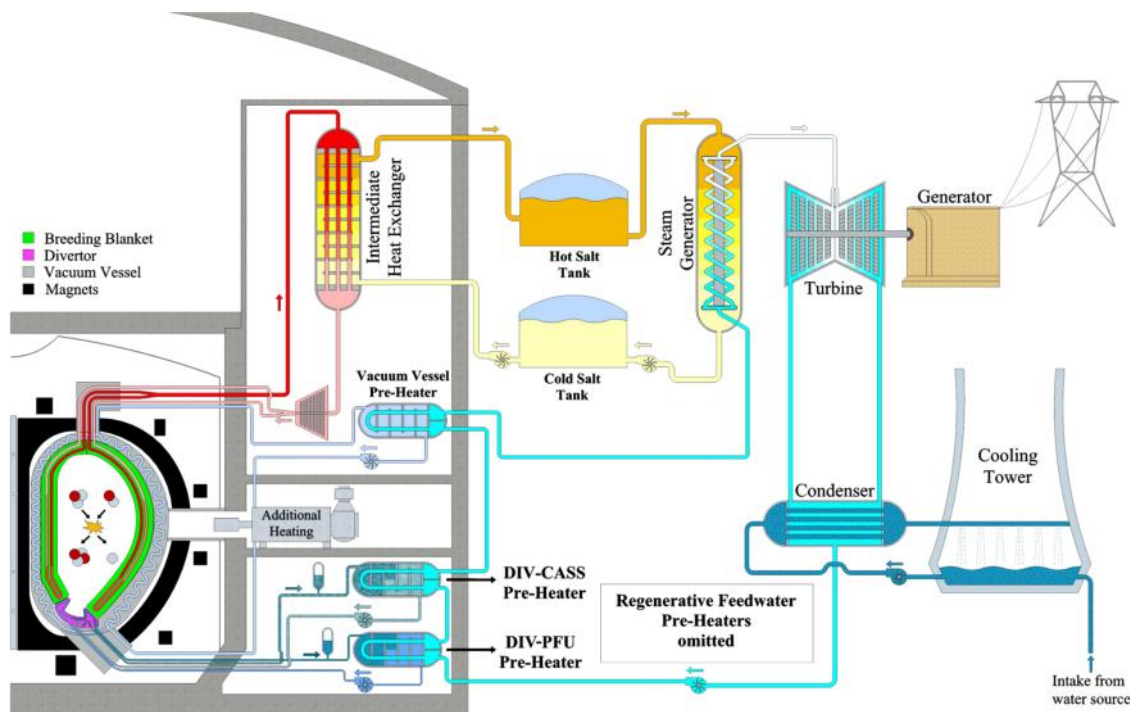 Breeding Blanket
Divertor
Vacuum Vessel
Magnets
Intermediate
Heat Exchanger
Hot Salt
Tank
Cold Salt
Tank
Steam
Generator
Turbine
Generator
Vacuum Vessel
Pre-Heater
Additional
Heating
DIV-CASS
Pre-Heater
DIV-PFU
Pre-Heater
Regenerative Feedwater
Pre-Heaters
omitted
Condenser
Cooling
Tower
Intake from
water source